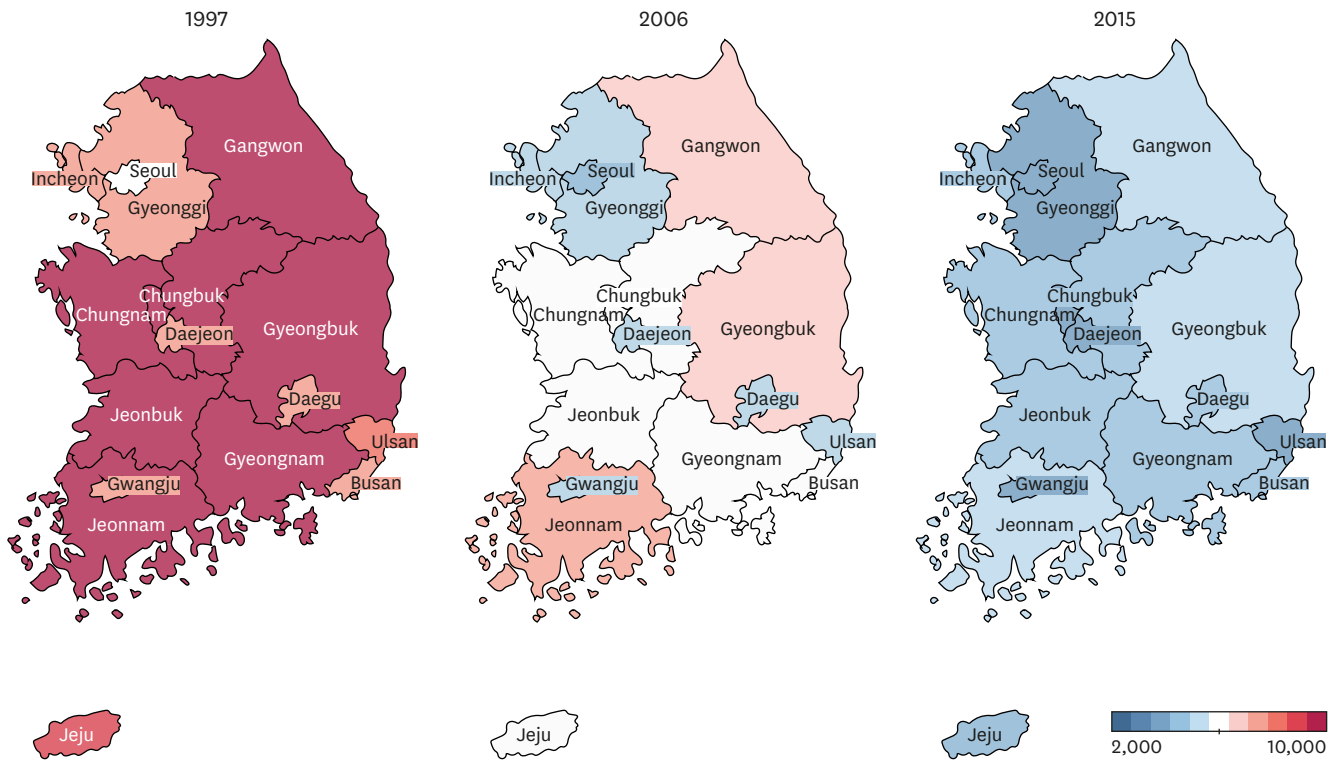 1997
Gangwon
Seoul
Incheon
Gyeonggi
Chungbuk
Chungnam
Gyeongbuk
Daejeon
Daegu
Jeonbuk
Ulsan
Gyeongnam
Gwangju
Busan
Jeonnam
Jeju
2006
Gangwon
Seoul
Incheon
Gyeonggi
Chungbuk
Chungnam
Gyeongbuk
Daejeon
Daegu
Jeonbuk
Ulsan
Gyeongnam
Gwangju
Busan
Jeonnam
Jeju
2015
Gangwon
Seoul
Incheon
Gyeonggi
Chungbuk
Chungnam
Gyeongbuk
Daejeon
Daegu
Jeonbuk
Ulsan
Gyeongnam
Gwangju
Busan
Jeonnam
Jeju
2,000 10,000